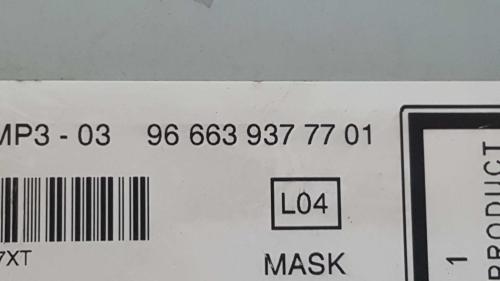 MP3 - 03 96 663 937 77 01
L04
7XT
MASK
1
PRODUCT